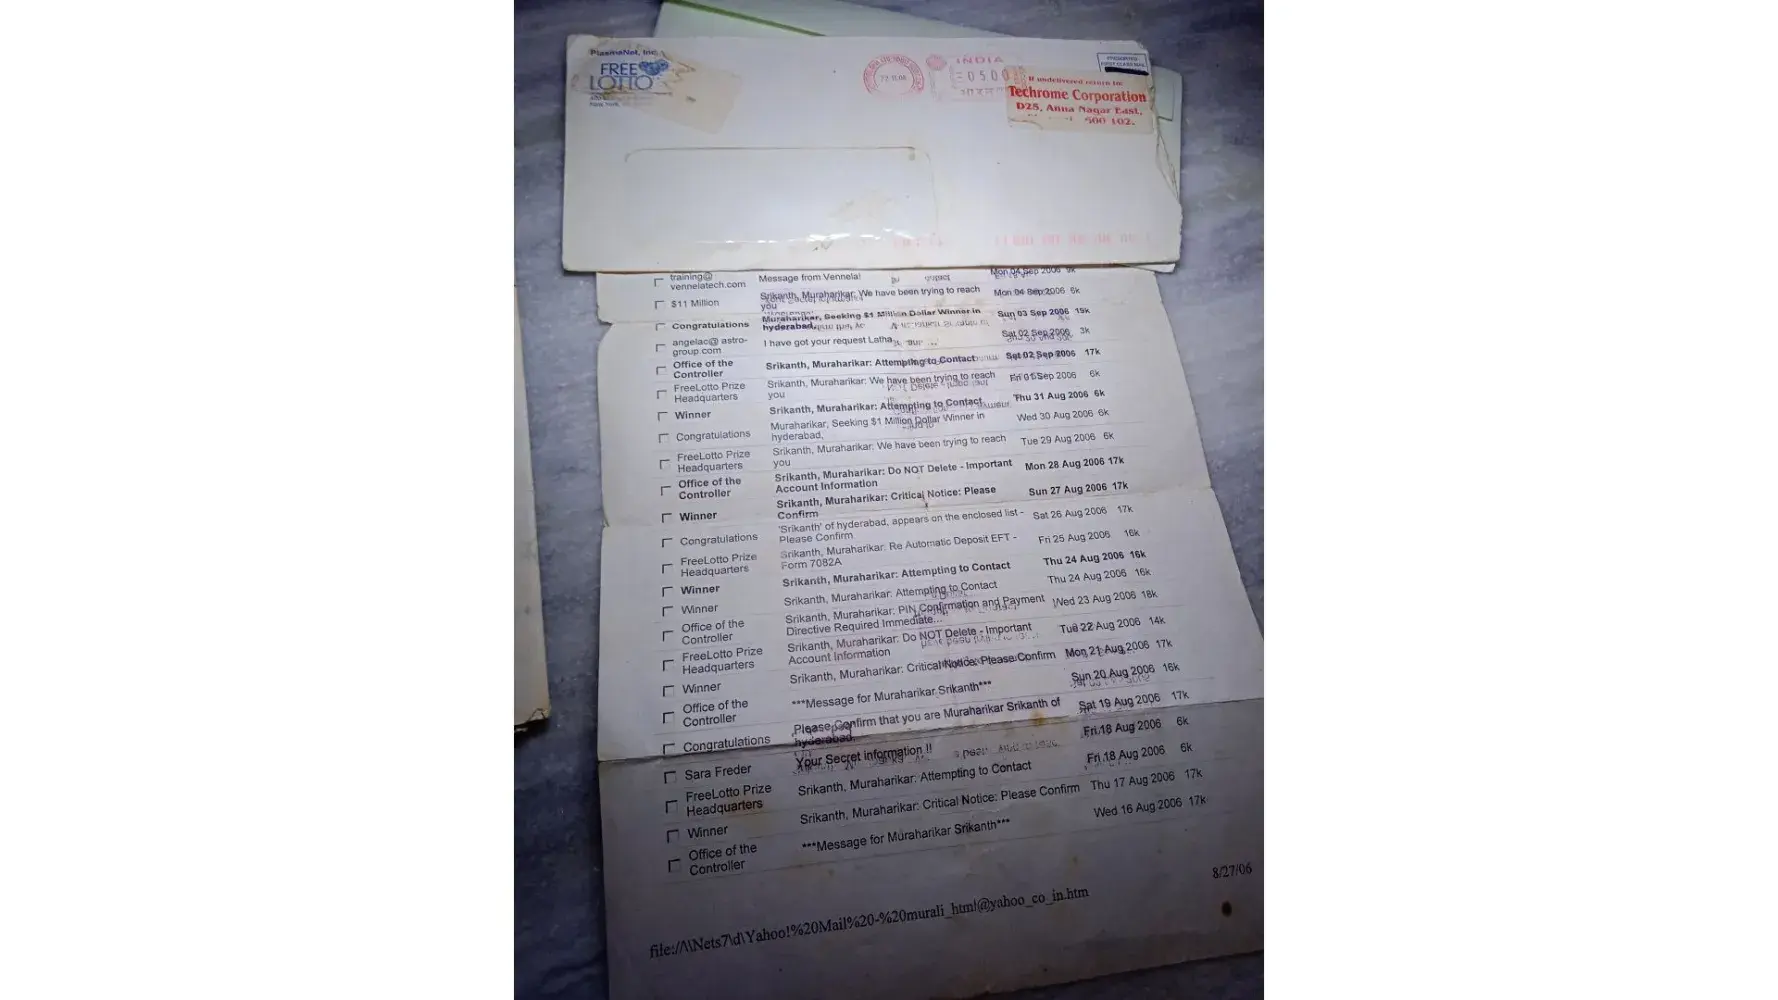 PlasmaNet, Inc.
FREE
LOTTO
New York,
INDIA
0500
If undelivered return to:
Techrome Corporation
D25, Anna Nagar East,
600 102.
training@ Message from Vennela! Mon 04 Sep 2006 9k
vennelatech.com
$11 Million Srikanth, Muraharikar: We have been trying to reach you Mon 04 Sep 2006 6k
Congratulations Muraharikar, Seeking $1 Million Dollar Winner in hyderabad, Sun 03 Sep 2006 15k
angelac@ astro-group.com I have got your request Latha Sat 02 Sep 2006 3k
Office of the Controller Srikanth, Muraharikar: Attempting to Contact Sat 02 Sep 2006 17k
FreeLotto Prize Headquarters Srikanth, Muraharikar: We have been trying to reach you Fri 01 Sep 2006 6k
Winner Srikanth, Muraharikar: Attempting to Contact Thu 31 Aug 2006 6k
Congratulations Muraharikar, Seeking $1 Million Dollar Winner in hyderabad, Wed 30 Aug 2006 6k
FreeLotto Prize Headquarters Srikanth, Muraharikar: We have been trying to reach you Tue 29 Aug 2006 6k
Office of the Controller Srikanth, Muraharikar: Do NOT Delete - Important Account Information Mon 28 Aug 2006 17k
Winner Srikanth, Muraharikar: Critical Notice: Please Confirm Sun 27 Aug 2006 17k
Congratulations 'Srikanth' of hyderabad, appears on the enclosed list - Please Confirm Sat 26 Aug 2006 17k
FreeLotto Prize Headquarters Srikanth, Muraharikar: Re Automatic Deposit EFT - Form 7082A Fri 25 Aug 2006 16k
Winner Srikanth, Muraharikar: Attempting to Contact Thu 24 Aug 2006 16k
Winner Srikanth, Muraharikar: Attempting to Contact Thu 24 Aug 2006 16k
Office of the Controller Srikanth, Muraharikar: PIN Confirmation and Payment Directive Required Immediate... Wed 23 Aug 2006 18k
FreeLotto Prize Headquarters Srikanth, Muraharikar: Do NOT Delete - Important Account Information Tue 22 Aug 2006 14k
Winner Srikanth, Muraharikar: Critical Notice: Please Confirm Mon 21 Aug 2006 17k
Office of the Controller ***Message for Muraharikar Srikanth*** Sun 20 Aug 2006 16k
Congratulations Please Confirm that you are Muraharikar Srikanth of hyderabad. Sat 19 Aug 2006 17k
Sara Freder Your Secret information !! Fri 18 Aug 2006 6k
FreeLotto Prize Headquarters Srikanth, Muraharikar: Attempting to Contact Fri 18 Aug 2006 6k
Winner Srikanth, Muraharikar: Critical Notice: Please Confirm Thu 17 Aug 2006 17k
Office of the Controller ***Message for Muraharikar Srikanth*** Wed 16 Aug 2006 17k
file://\\Nets7\d\Yahoo!%20Mail%20-%20murali_html@yahoo_co_in.htm 8/27/06